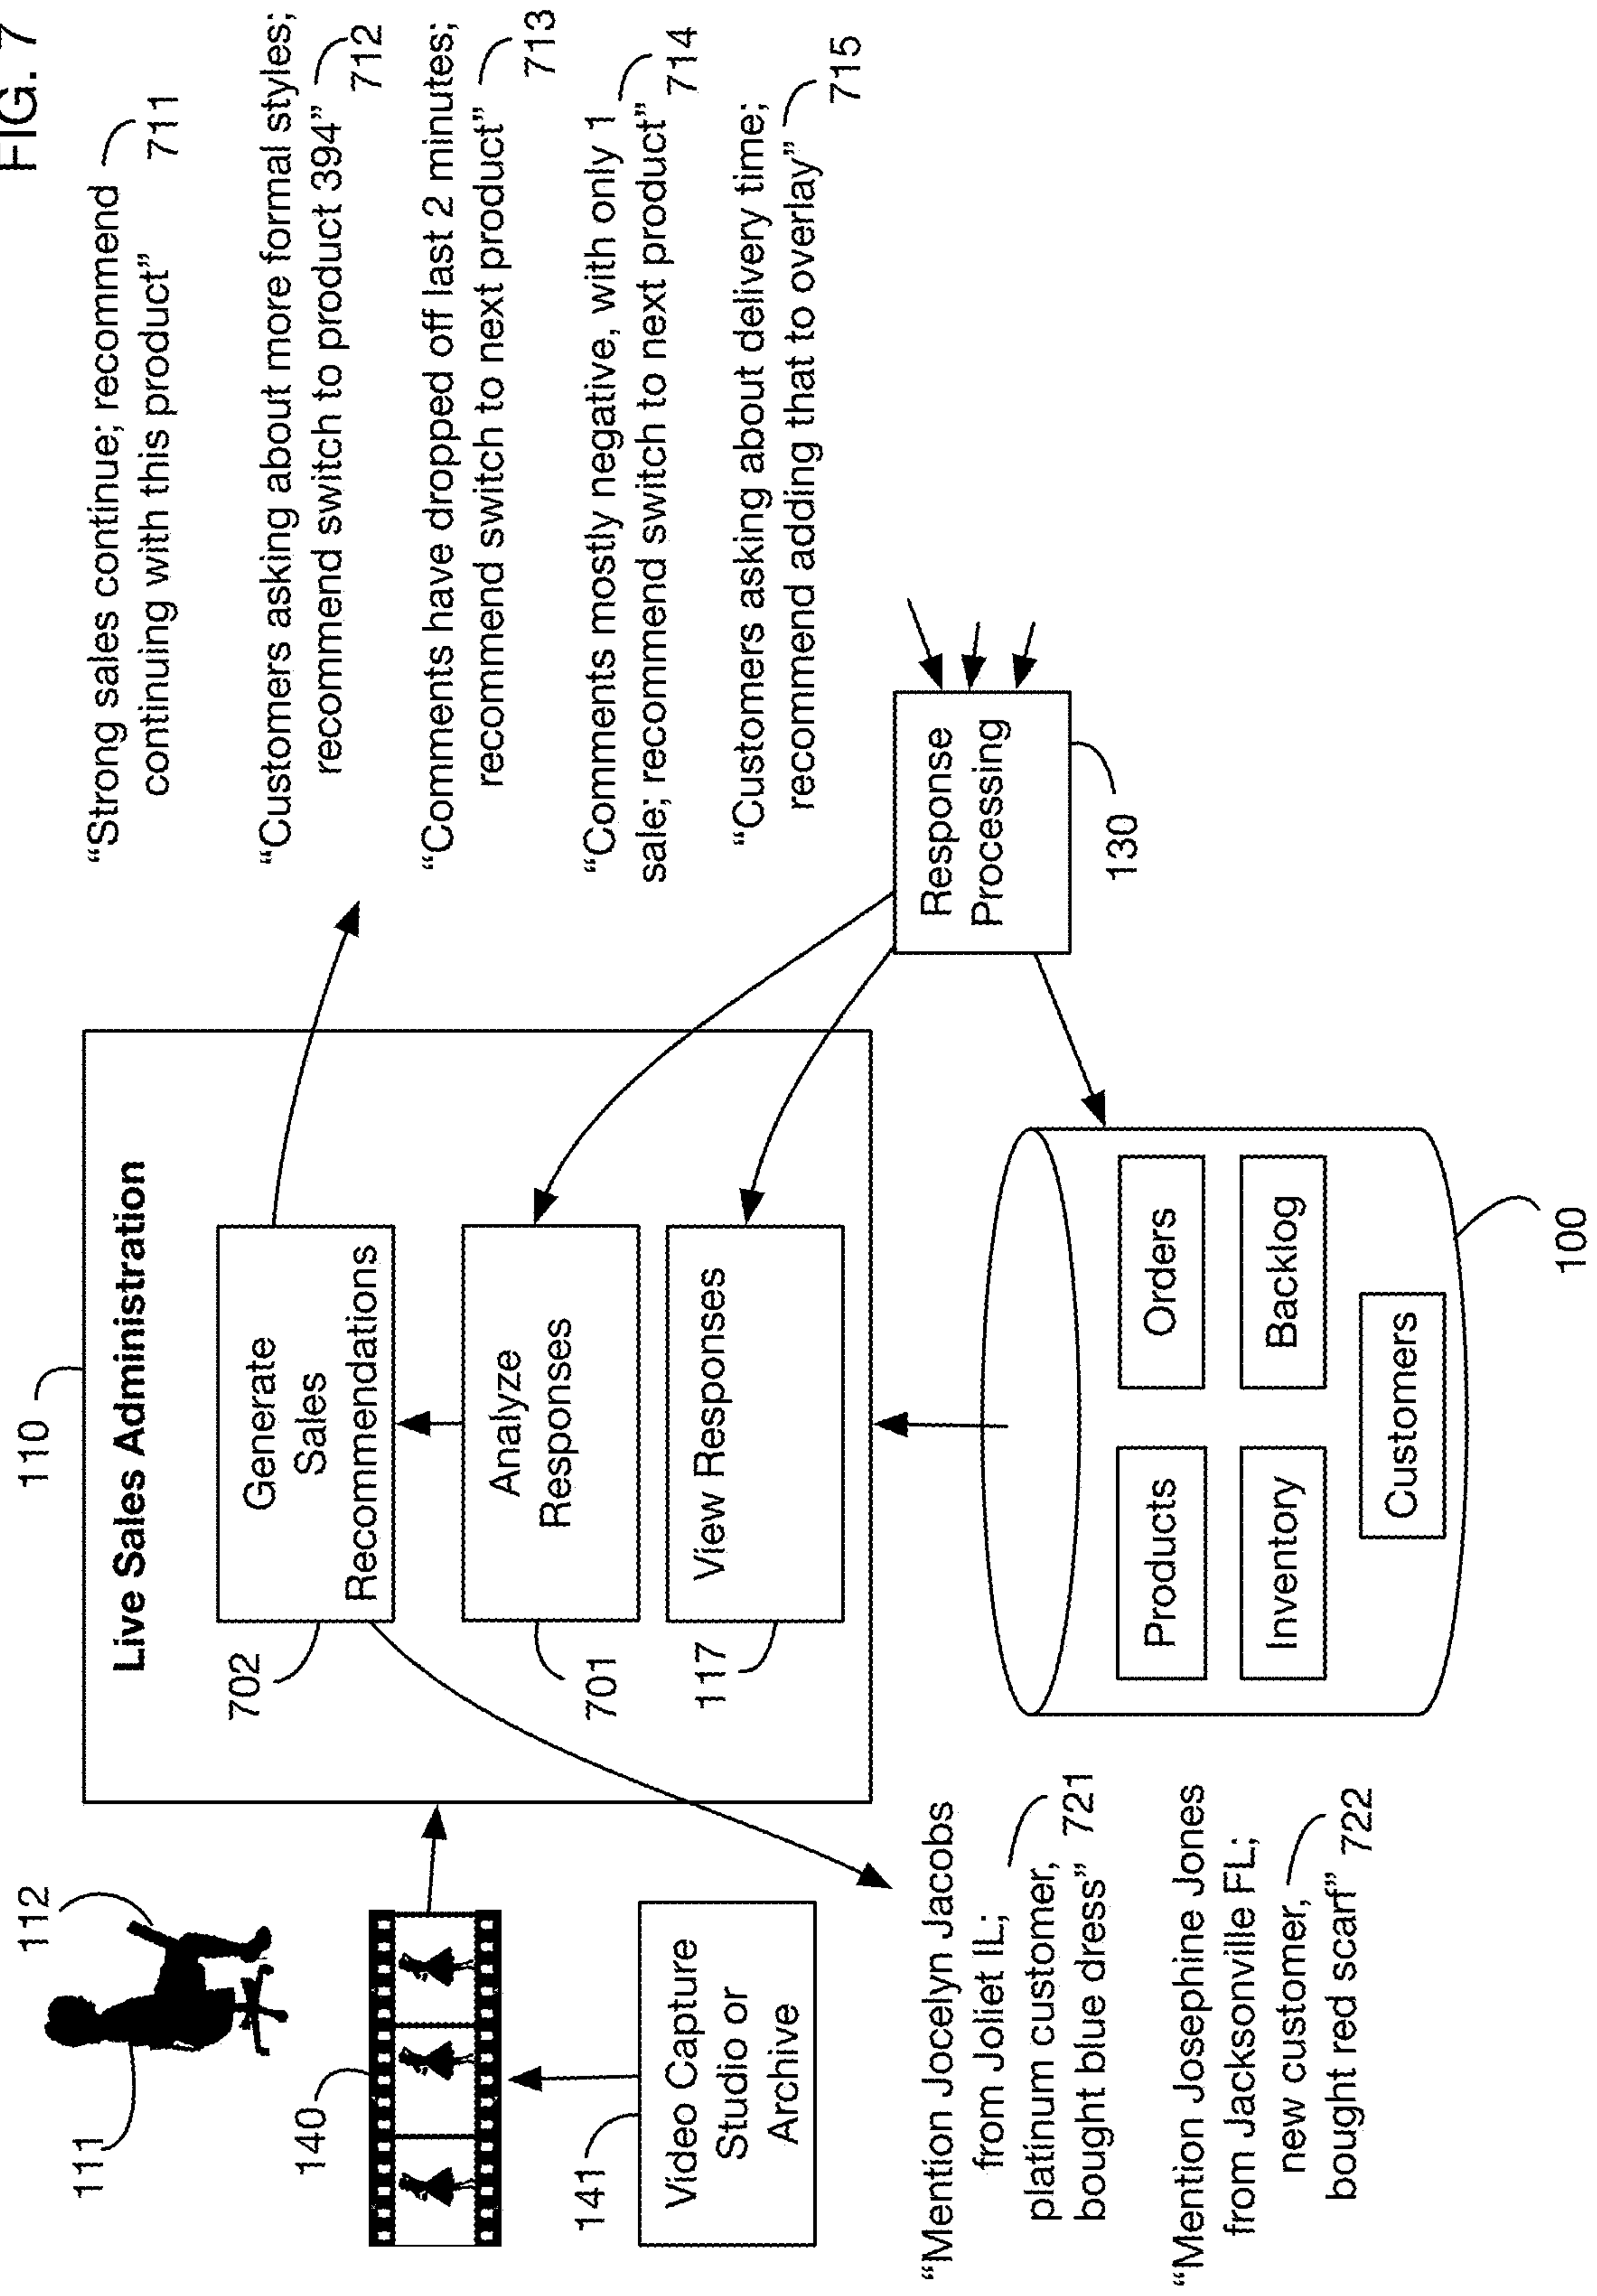 FIG. 7
110
Live Sales Administration
702
Generate
Sales
Recommendations
701
Analyze
Responses
117
View Responses
111
112
140
141
Video Capture
Studio or
Archive
“Strong sales continue; recommend
continuing with this product”
711
“Customers asking about more formal styles;
recommend switch to product 394”
712
“Comments have dropped off last 2 minutes;
recommend switch to next product”
713
“Comments mostly negative, with only 1
sale; recommend switch to next product”
714
“Customers asking about delivery time;
recommend adding that to overlay”
715
Response
Processing
130
“Mention Jocelyn Jacobs
from Joliet IL;
platinum customer,
bought blue dress”
721
“Mention Josephine Jones
from Jacksonville FL;
new customer,
bought red scarf”
722
Products
Orders
Inventory
Backlog
Customers
100